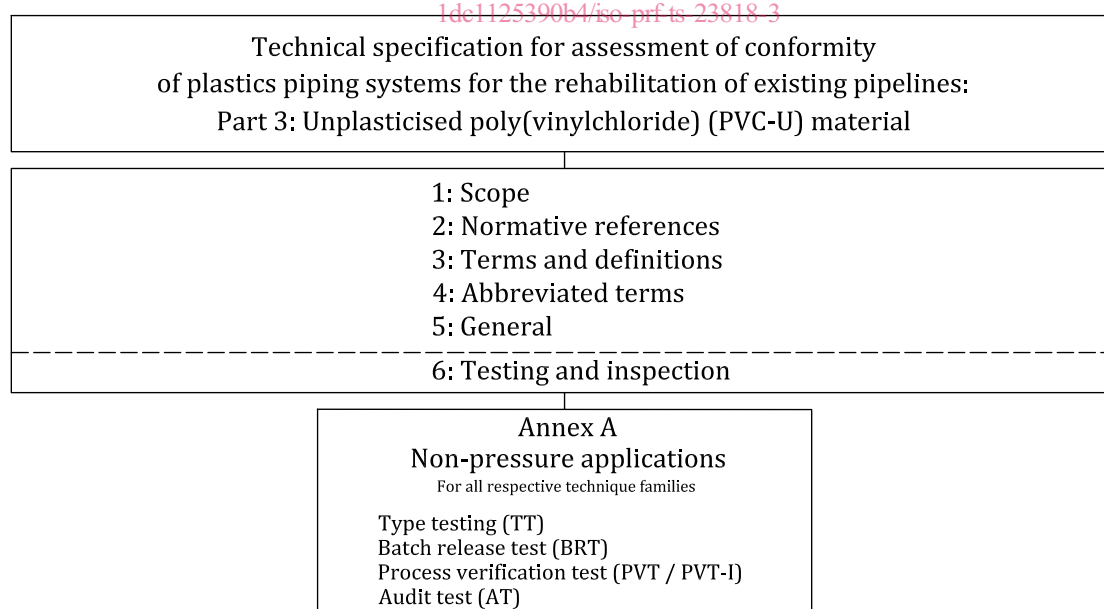 1dc1125390b4/iso-prf-ts-23818-3
Technical specification for assessment of conformity
of plastics piping systems for the rehabilitation of existing pipelines:
Part 3: Unplasticised poly(vinylchloride) (PVC-U) material
1: Scope
2: Normative references
3: Terms and definitions
4: Abbreviated terms
5: General
6: Testing and inspection
Annex A
Non-pressure applications
For all respective technique families
Type testing (TT)
Batch release test (BRT)
Process verification test (PVT / PVT-I)
Audit test (AT)